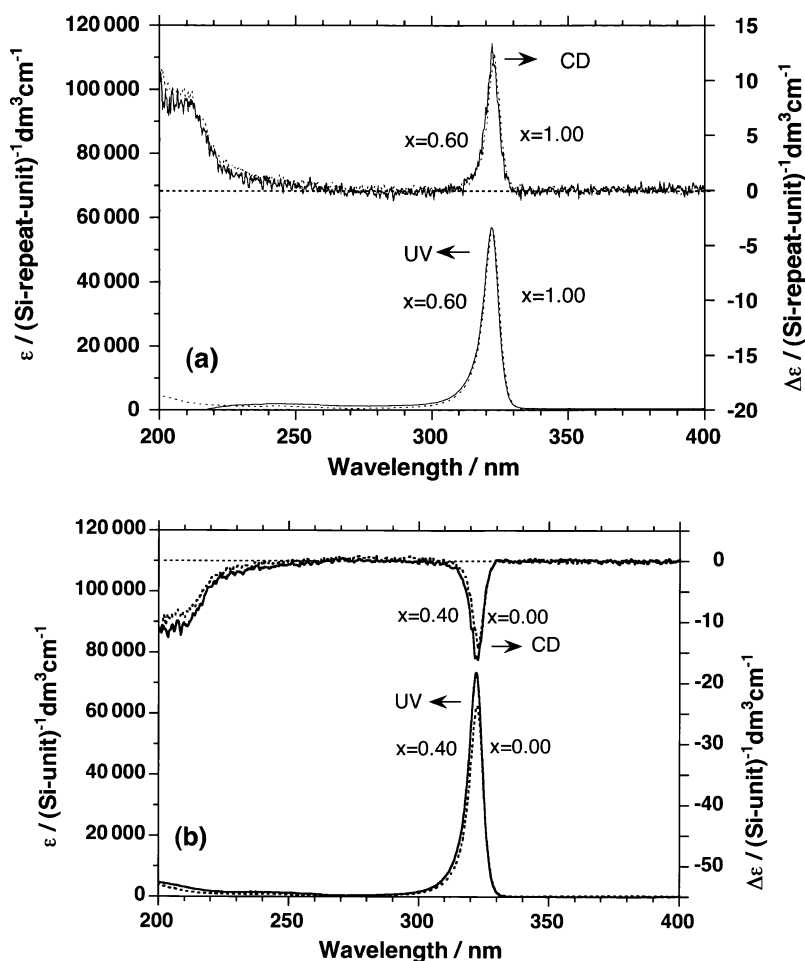 120 000
100 000
80 000
60 000
40 000
20 000
0
ε / (Si-repeat-unit)⁻¹dm³cm⁻¹
CD
x=0.60
x=1.00
UV
x=0.60
x=1.00
(a)
15
10
5
0
-5
-10
-15
-20
Δε / (Si-repeat-unit)⁻¹dm³cm⁻¹
200
250
300
350
400
Wavelength / nm
120 000
100 000
80 000
60 000
40 000
20 000
0
ε / (Si-unit)⁻¹dm³cm⁻¹
x=0.40
x=0.00
CD
UV
x=0.40
x=0.00
(b)
0
-10
-20
-30
-40
-50
Δε / (Si-unit)⁻¹dm³cm⁻¹
200
250
300
350
400
Wavelength / nm